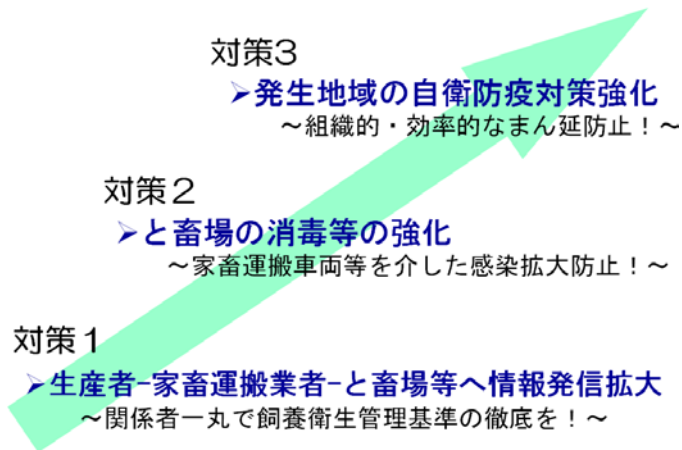 対策3
➢発生地域の自衛防疫対策強化
～組織的・効率的なまん延防止！～
対策２
➢と畜場の消毒等の強化
～家畜運搬車両等を介した感染拡大防止！～
対策１
➢生産者-家畜運搬業者-と畜場等へ情報発信拡大
～関係者一丸で飼養衛生管理基準の徹底を！～